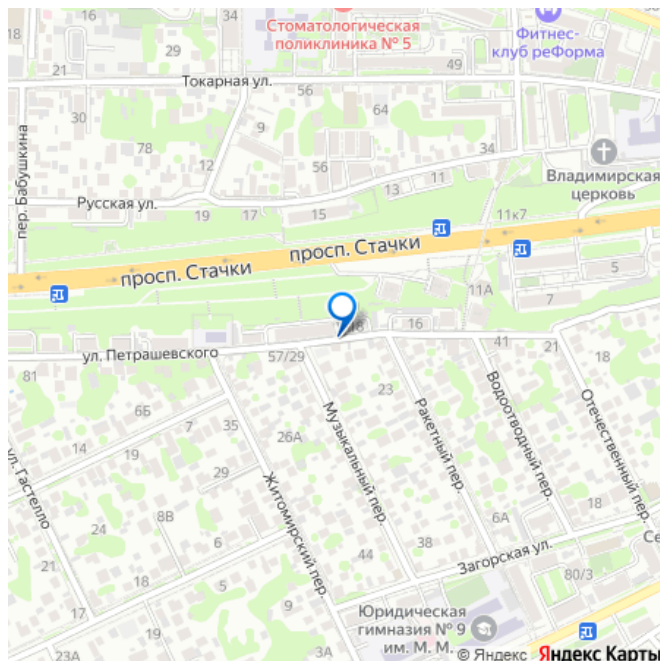 Стоматологическая
поликлиника № 5
Фитнес-
клуб реФорма
21
29
34
49
Токарная ул.
56
64
30
9
78
пер. Бабушкина
12
56
34
Владимирская
церковь
Русская ул.
19
17
15
13
11
11к7
просп. Стачки
просп. Стачки
5
11А
7
18
16
ул. Петрашевского
57/29
41
21
18
81
6Б
7
35
26А
23
Музыкальный пер.
Ракетный пер.
Водоотводный пер.
Отечественный пер.
14
19
29
ул. Гастелло
Житомирский пер.
24
8В
6
6А
18
44
38
Загорская ул.
18
17
5
3
3А
9
23А
80/3
Юридическая
гимназия № 9
им. М. М.
© Яндекс Яндекс Карты